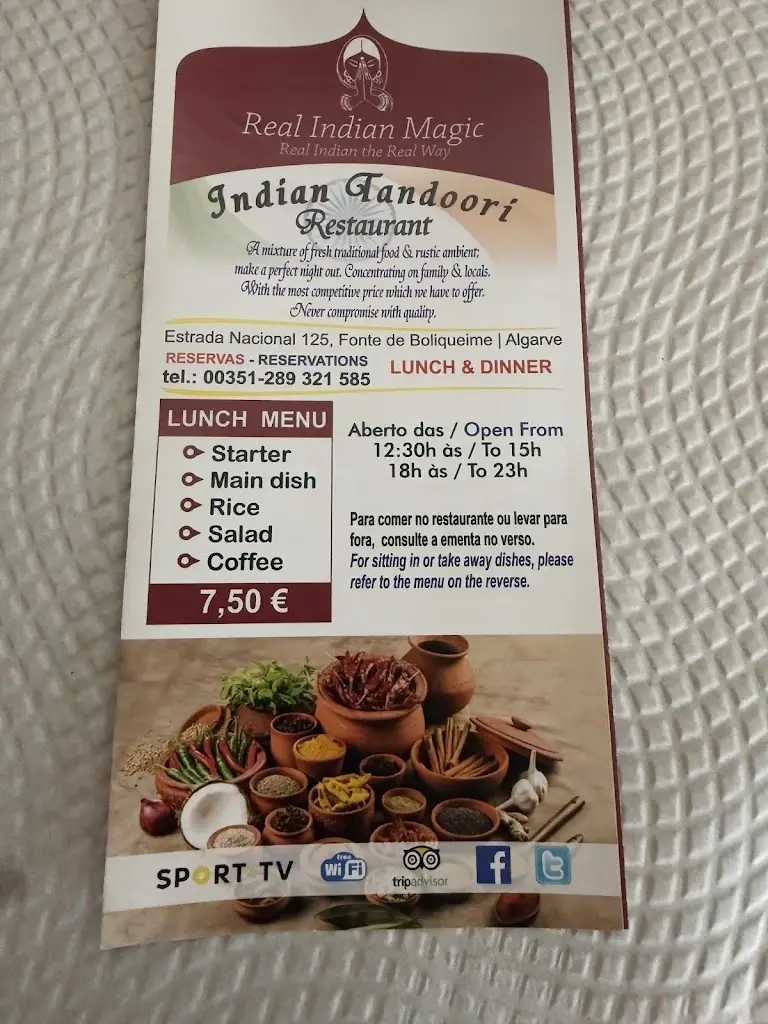 Real Indian Magic
Real Indian the Real Way
Indian Tandoori
Restaurant
A mixture of fresh traditional food & rustic ambient;
make a perfect night out. Concentrating on family & locals.
With the most competitive price which we have to offer.
Never compromise with quality.
Estrada Nacional 125, Fonte de Boliqueime | Algarve
RESERVAS - RESERVATIONS
tel.: 00351-289 321 585
LUNCH & DINNER
LUNCH MENU
Starter
Main dish
Rice
Salad
Coffee
7,50 €
Aberto das / Open From
12:30h às / To 15h
18h às / To 23h
Para comer no restaurante ou levar para
fora, consulte a ementa no verso.
For sitting in or take away dishes, please
refer to the menu on the reverse.
SPORT TV
free
Wi Fi
tripadvisor
f
t